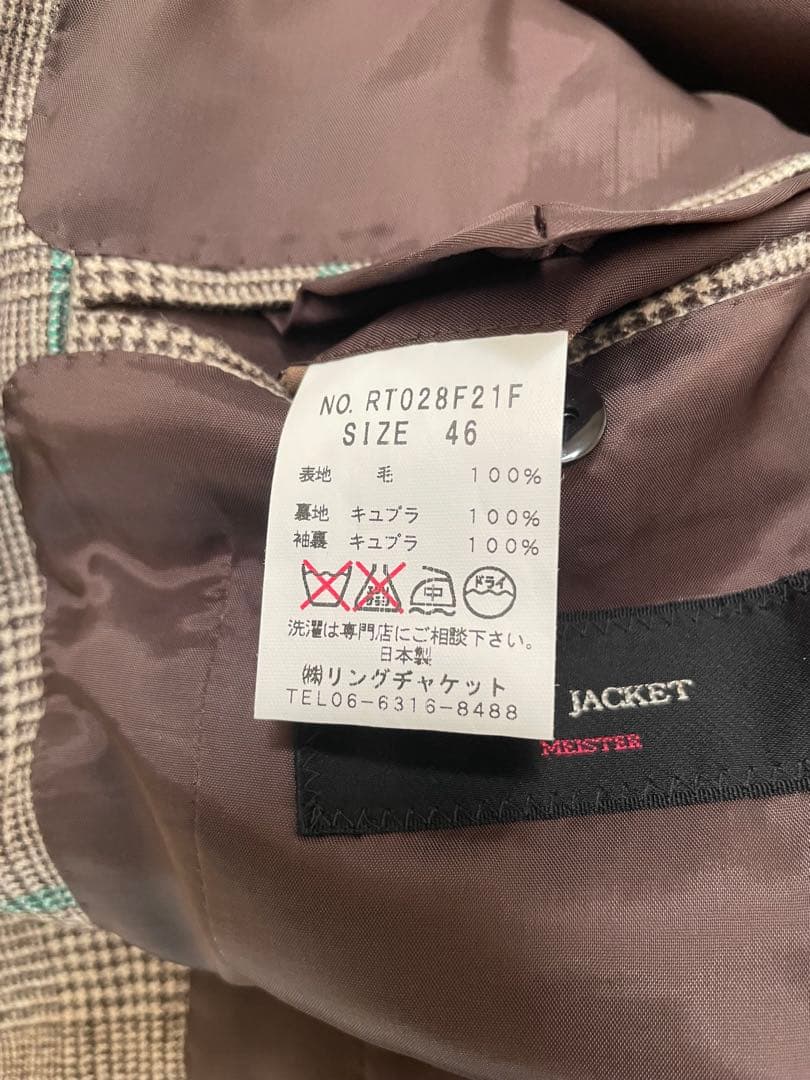 NO. RT028F21F
SIZE 46
表地 毛 100%
裏地 キュプラ 100%
袖裏 キュプラ 100%
中 ドライ
洗濯は専門店にご相談下さい。
日本製
㈱リングヂャケット
TEL06-6316-8488
JACKET
MEISTER